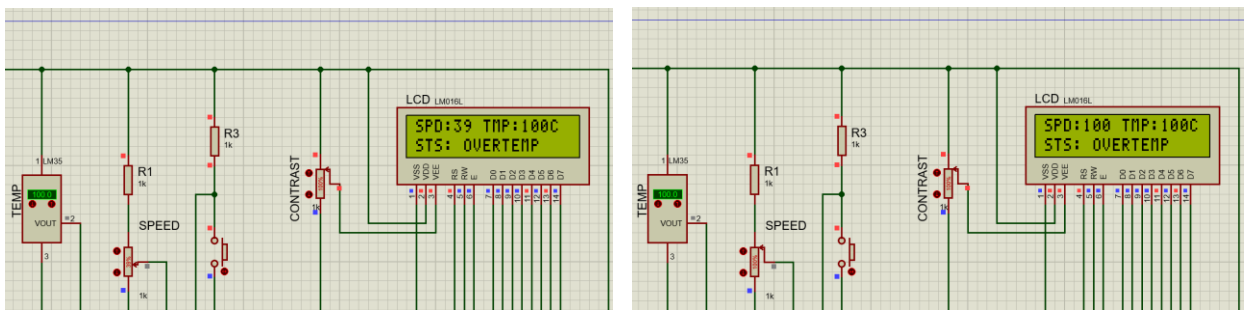 LCD LM016L
SPD:39 TMP:100C
STS: OVERTEMP
R3
1k
CONTRAST
100%
1k
1 LM35
R1
1k
TEMP
100.0
VOUT
2
3
SPEED
1k
VSS VDD VEE RS RW E D0 D1 D2 D3 D4 D5 D6 D7
1 2 3 4 5 6 7 8 9 10 11 12 13 14
LCD LM016L
SPD:100 TMP:100C
STS: OVERTEMP
R3
1k
CONTRAST
100%
1k
1 LM35
R1
1k
TEMP
100.0
VOUT
2
3
SPEED
100%
1k
VSS VDD VEE RS RW E D0 D1 D2 D3 D4 D5 D6 D7
1 2 3 4 5 6 7 8 9 10 11 12 13 14